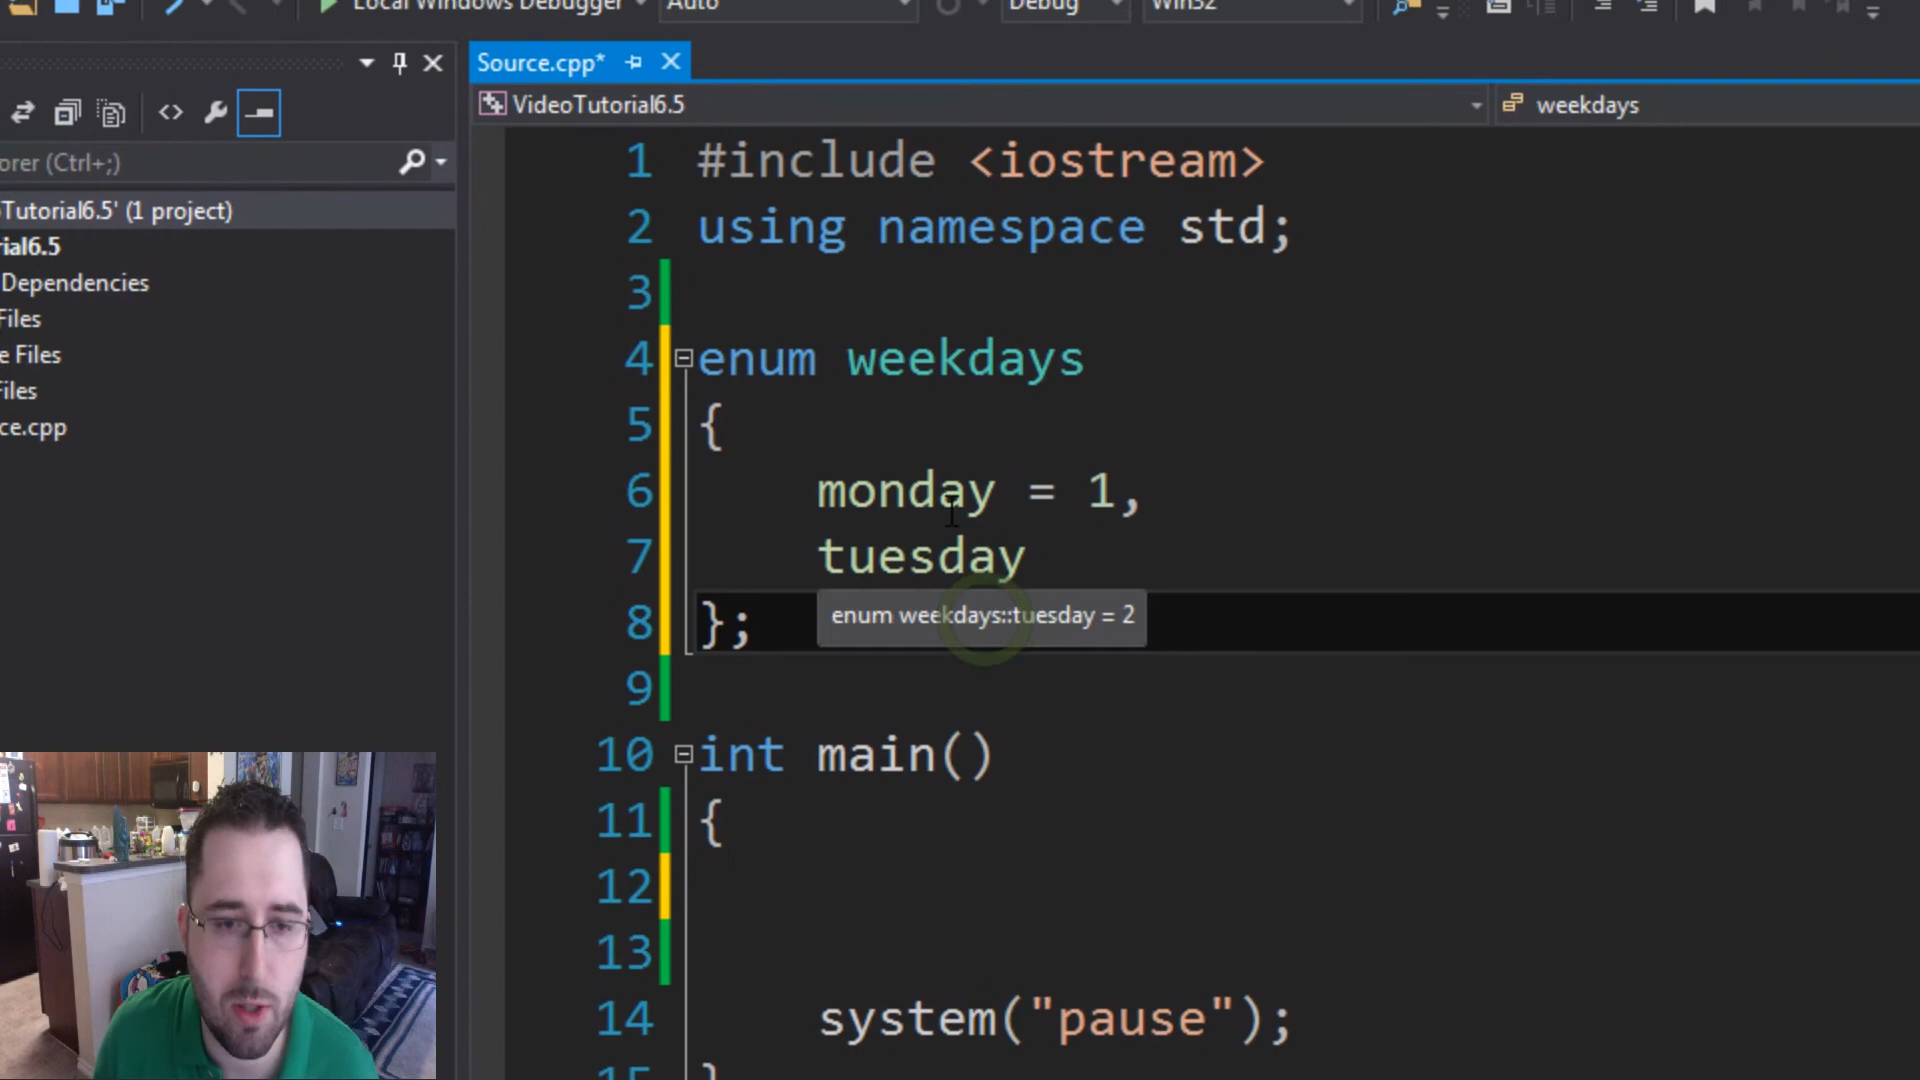 Local Windows Debugger Auto Debug Win32
Source.cpp*
VideoTutorial6.5 weekdays
orer (Ctrl+;)
Tutorial6.5' (1 project)
rial6.5
Dependencies
Files
e Files
Files
ce.cpp
1 #include <iostream>
2 using namespace std;
3
4 enum weekdays
5 {
6 monday = 1,
7 tuesday
8 };
enum weekdays::tuesday = 2
9
10 int main()
11 {
12
13
14 system("pause");
15 }